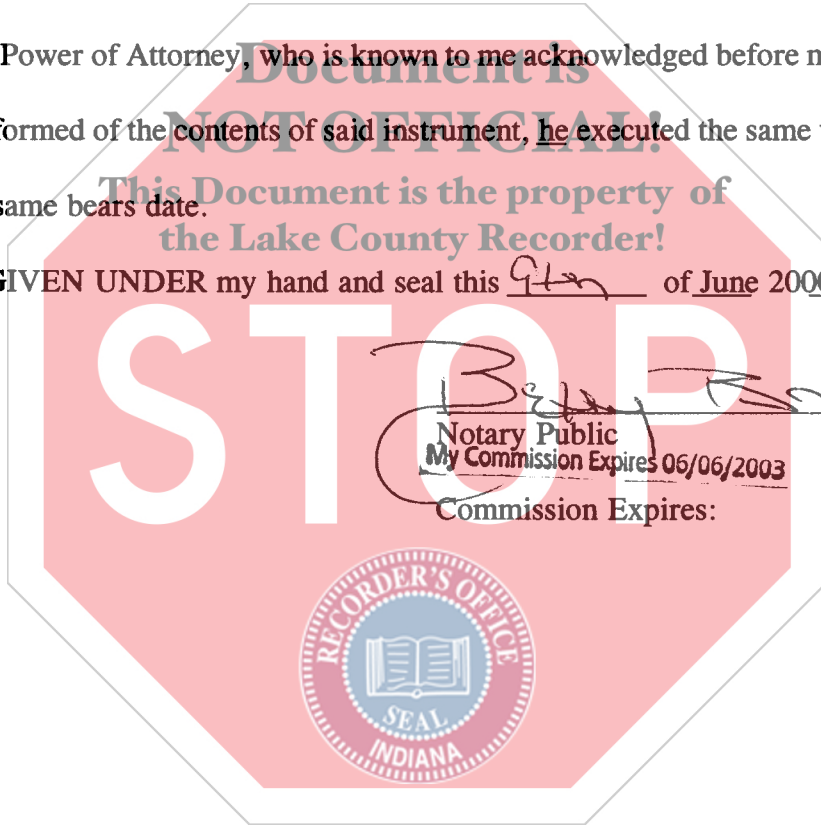 Power of Attorney, who is known to me acknowledged before
Document is
NOT OFFICIAL!
formed of the contents of said instrument, he executed the same
This Document is the property of
same bears date.
the Lake County Recorder!
GIVEN UNDER my hand and seal this 9th of June 200
STOP
Notary Public
My Commission Expires 06/06/2003
Commission Expires:
RECORDER'S OFFICE
SEAL
INDIANA